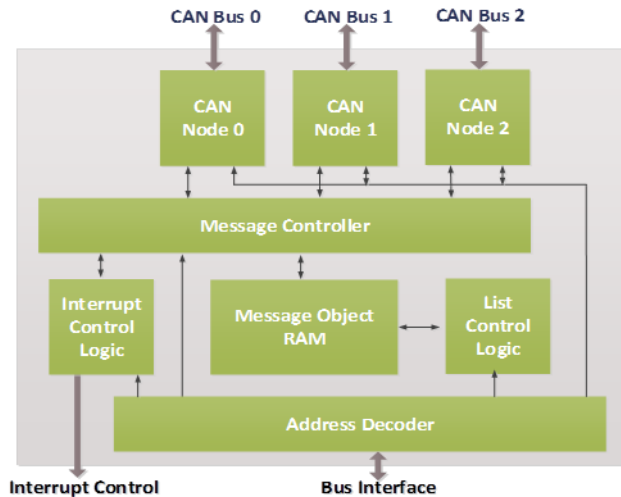 CAN Bus 0 CAN Bus 1 CAN Bus 2
CAN
Node 0
CAN
Node 1
CAN
Node 2
Message Controller
Interrupt
Control
Logic
Message Object
RAM
List
Control
Logic
Address Decoder
Interrupt Control
Bus Interface